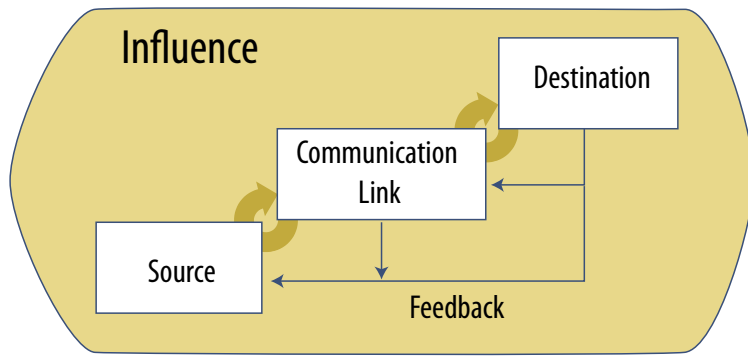 Influence
Destination
Communication
Link
Source
Feedback